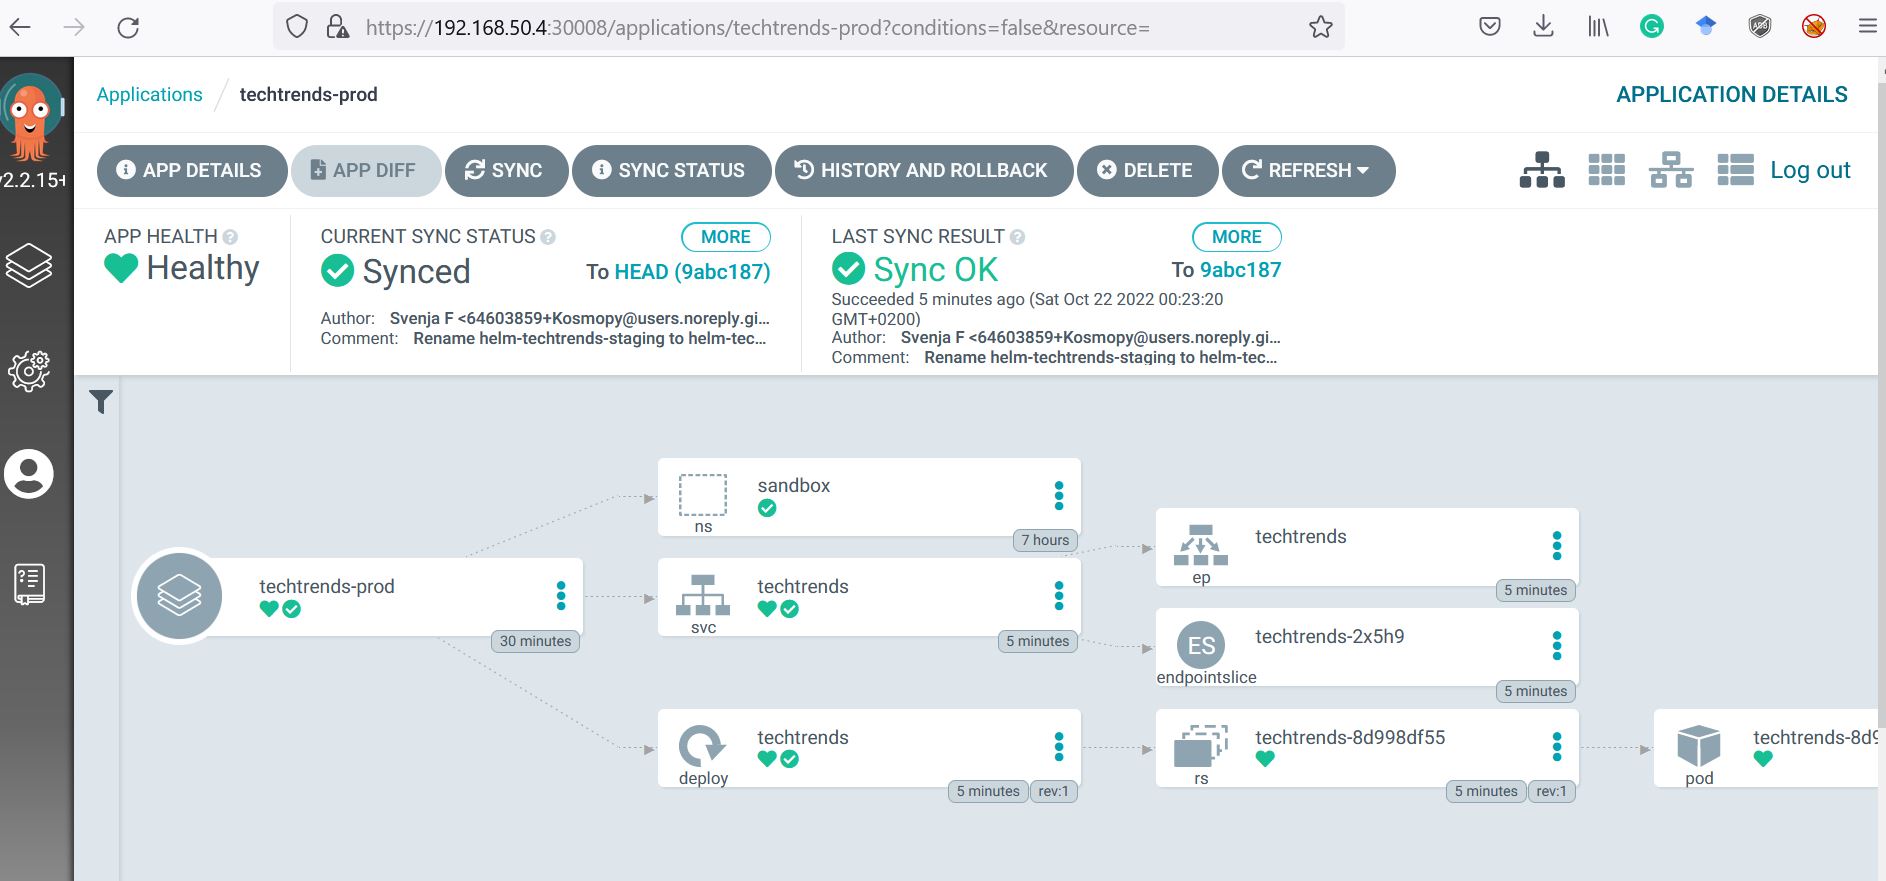 https://192.168.50.4:30008/applications/techtrends-prod?conditions=false&resource=
Applications / techtrends-prod
APPLICATION DETAILS
v2.2.15+
APP DETAILS
APP DIFF
SYNC
SYNC STATUS
HISTORY AND ROLLBACK
DELETE
REFRESH
Log out
APP HEALTH
Healthy
CURRENT SYNC STATUS
MORE
Synced
To HEAD (9abc187)
Author: Svenja F <64603859+Kosmopy@users.noreply.gi...
Comment: Rename helm-techtrends-staging to helm-tec...
LAST SYNC RESULT
MORE
Sync OK
To 9abc187
Succeeded 5 minutes ago (Sat Oct 22 2022 00:23:20
GMT+0200)
Author: Svenja F <64603859+Kosmopy@users.noreply.gi...
Comment: Rename helm-techtrends-staging to helm-tec...
techtrends-prod
30 minutes
sandbox
ns
7 hours
techtrends
svc
5 minutes
techtrends
deploy
5 minutes
rev:1
techtrends
ep
5 minutes
ES
techtrends-2x5h9
endpointslice
5 minutes
techtrends-8d998df55
rs
5 minutes
rev:1
techtrends-8d9
pod